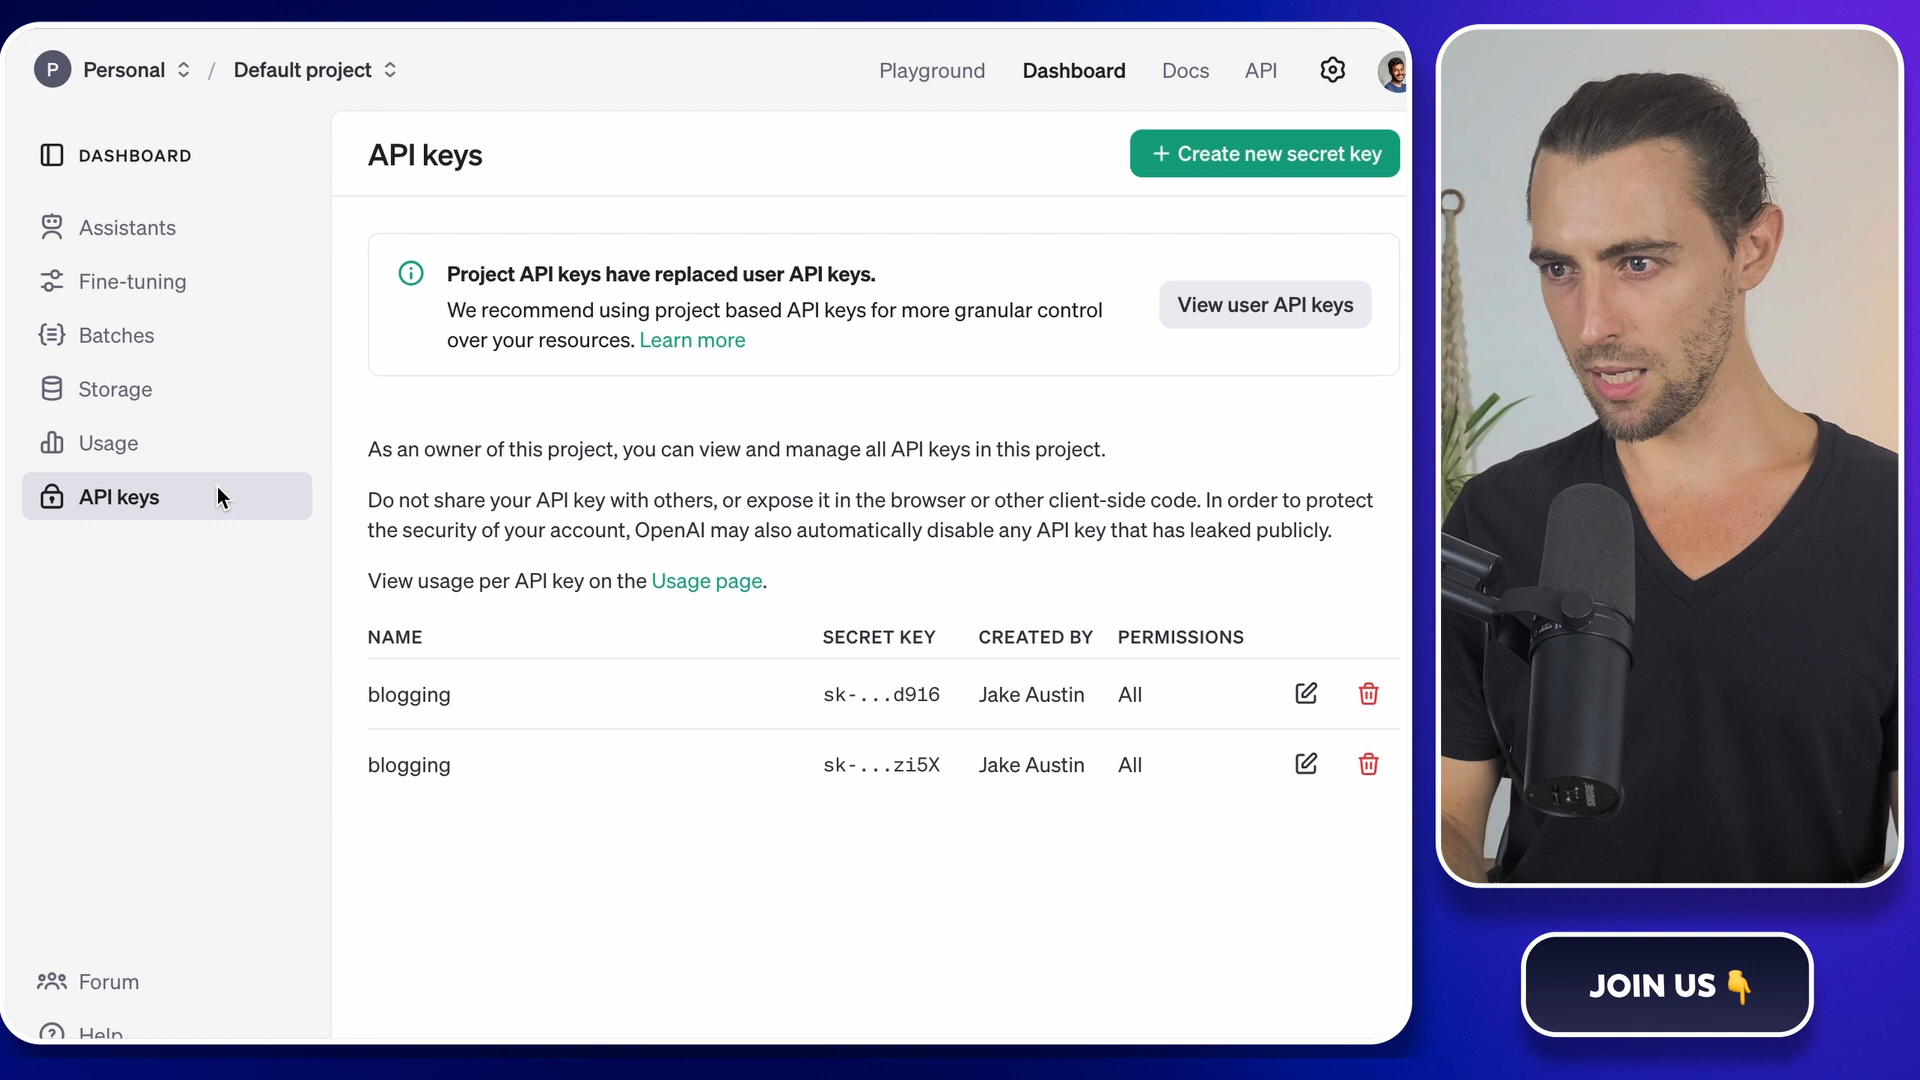 P Personal / Default project
Playground Dashboard Docs API
DASHBOARD
Assistants
Fine-tuning
Batches
Storage
Usage
API keys
Forum
Help
API keys
+ Create new secret key
Project API keys have replaced user API keys.
We recommend using project based API keys for more granular control
over your resources. Learn more
View user API keys
As an owner of this project, you can view and manage all API keys in this project.
Do not share your API key with others, or expose it in the browser or other client-side code. In order to protect
the security of your account, OpenAI may also automatically disable any API key that has leaked publicly.
View usage per API key on the Usage page.
NAME SECRET KEY CREATED BY PERMISSIONS
blogging sk-...d916 Jake Austin All
blogging sk-...zi5X Jake Austin All
SHURE
JOIN US 👇